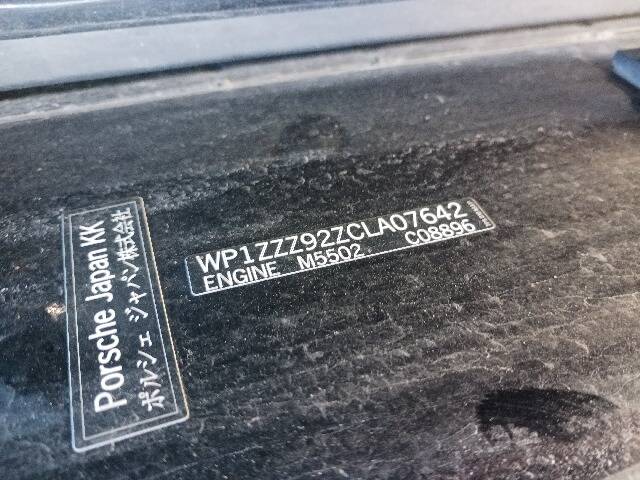 Porsche Japan KK
ポルシェ ジャパン株式会社
WP1ZZZ92ZCLA07642
ENGINE M5502 C08896